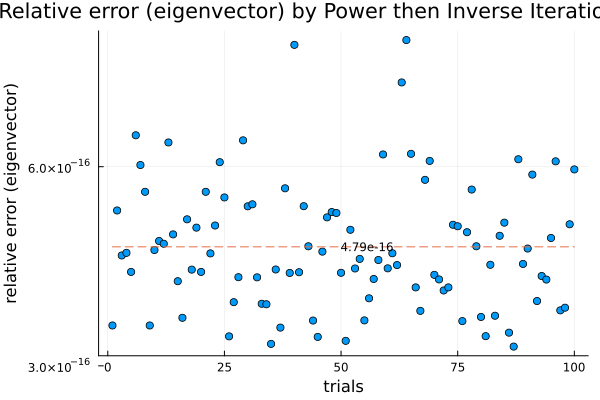 Relative error (eigenvector) by Power then Inverse Iteratio
relative error (eigenvector)
6.0×10⁻¹⁶
4.79e-16
3.0×10⁻¹⁶
0 25 50 75 100
trials